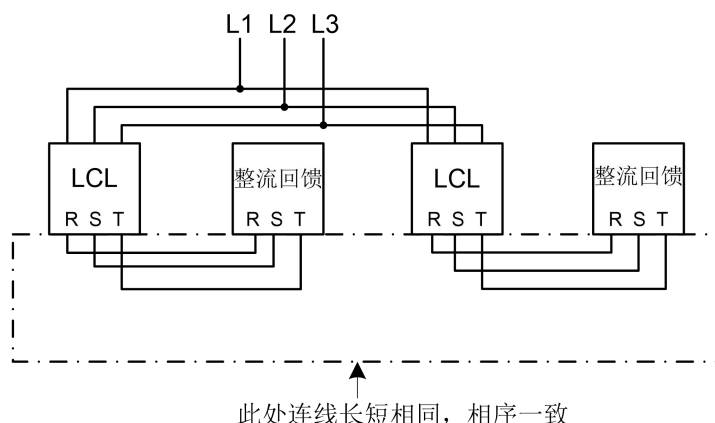 L1 L2 L3
LCL 整流回馈 LCL 整流回馈
R S T R S T R S T R S T
此处连线长短相同，相序一致